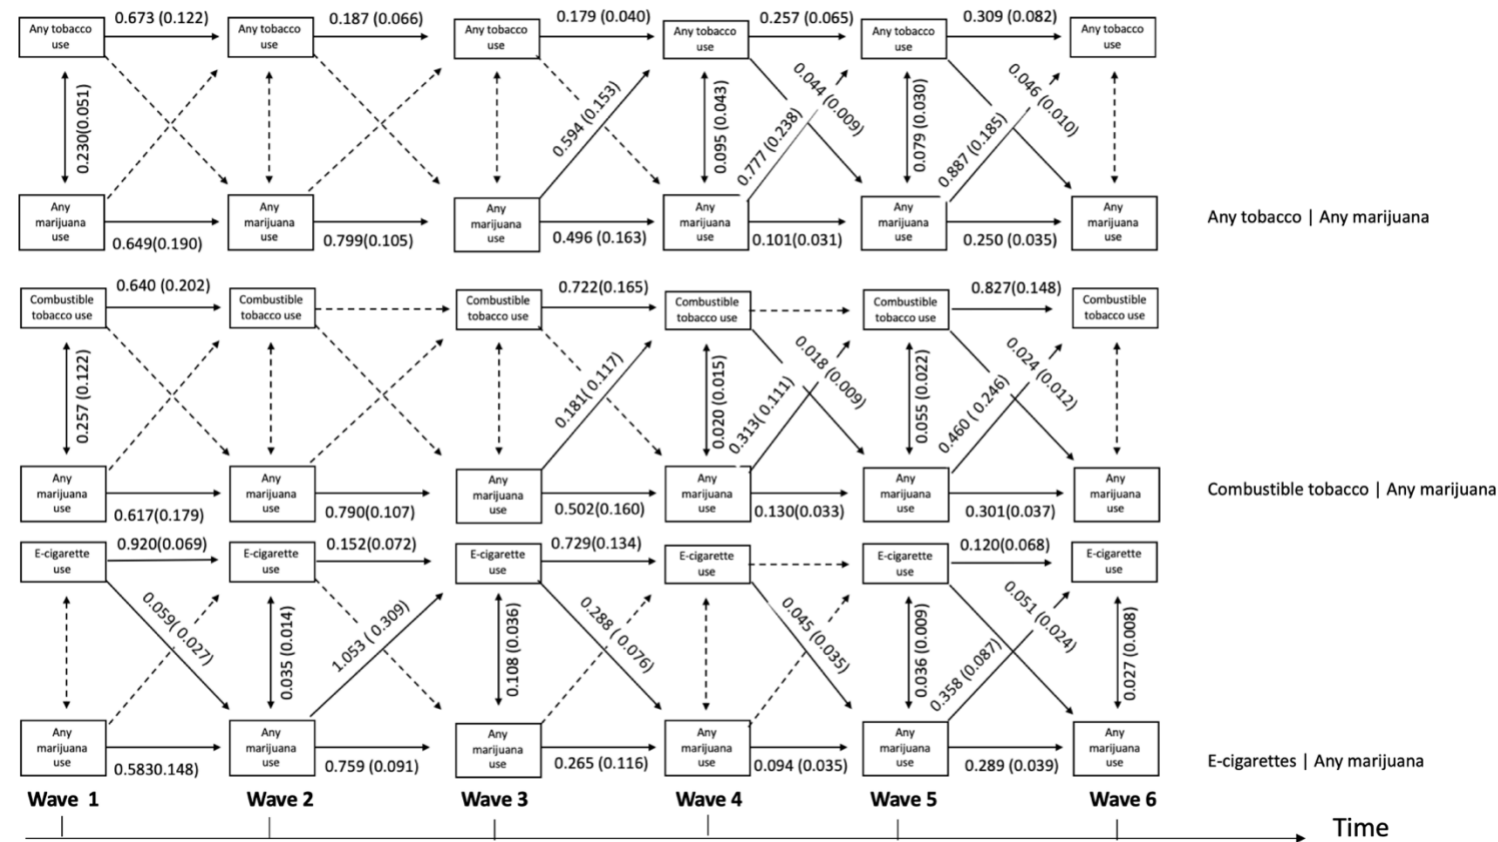 0.673 (0.122)
0.187 (0.066)
0.179 (0.040)
0.257 (0.065)
0.309 (0.082)
Any tobacco
use
Any tobacco
use
Any tobacco
use
Any tobacco
use
Any tobacco
use
Any tobacco
use
0.230(0.051)
0.594 (0.153)
0.095 (0.043)
0.777 (0.238)
0.044 (0.009)
0.079 (0.030)
0.887 (0.185)
0.046 (0.010)
Any
marijuana
use
Any
marijuana
use
Any
marijuana
use
Any
marijuana
use
Any
marijuana
use
Any
marijuana
use
Any tobacco | Any marijuana
0.649(0.190)
0.799(0.105)
0.496 (0.163)
0.101(0.031)
0.250 (0.035)
0.640 (0.202)
0.722(0.165)
0.827(0.148)
Combustible
tobacco use
Combustible
tobacco use
Combustible
tobacco use
Combustible
tobacco use
Combustible
tobacco use
Combustible
tobacco use
0.257 (0.122)
0.181( 0.117)
0.020 (0.015)
0.313( 0.111)
0.018 (0.009)
0.055 (0.022)
0.460 ( 0.246)
0.024 (0.012)
Any
marijuana
use
Any
marijuana
use
Any
marijuana
use
Any
marijuana
use
Any
marijuana
use
Any
marijuana
use
Combustible tobacco | Any marijuana
0.617(0.179)
0.790(0.107)
0.502(0.160)
0.130(0.033)
0.301(0.037)
0.920(0.069)
0.152(0.072)
0.729(0.134)
0.120(0.068)
E-cigarette
use
E-cigarette
use
E-cigarette
use
E-cigarette
use
E-cigarette
use
E-cigarette
use
0.059( 0.027)
0.035 (0.014)
1.053 ( 0.309)
0.108 (0.036)
0.288 ( 0.076)
0.045 (0.035)
0.036 (0.009)
0.358 (0.087)
0.051 (0.024)
0.027 (0.008)
Any
marijuana
use
Any
marijuana
use
Any
marijuana
use
Any
marijuana
use
Any
marijuana
use
Any
marijuana
use
E-cigarettes | Any marijuana
0.5830.148)
0.759 (0.091)
0.265 (0.116)
0.094 (0.035)
0.289 (0.039)
Wave 1
Wave 2
Wave 3
Wave 4
Wave 5
Wave 6
Time